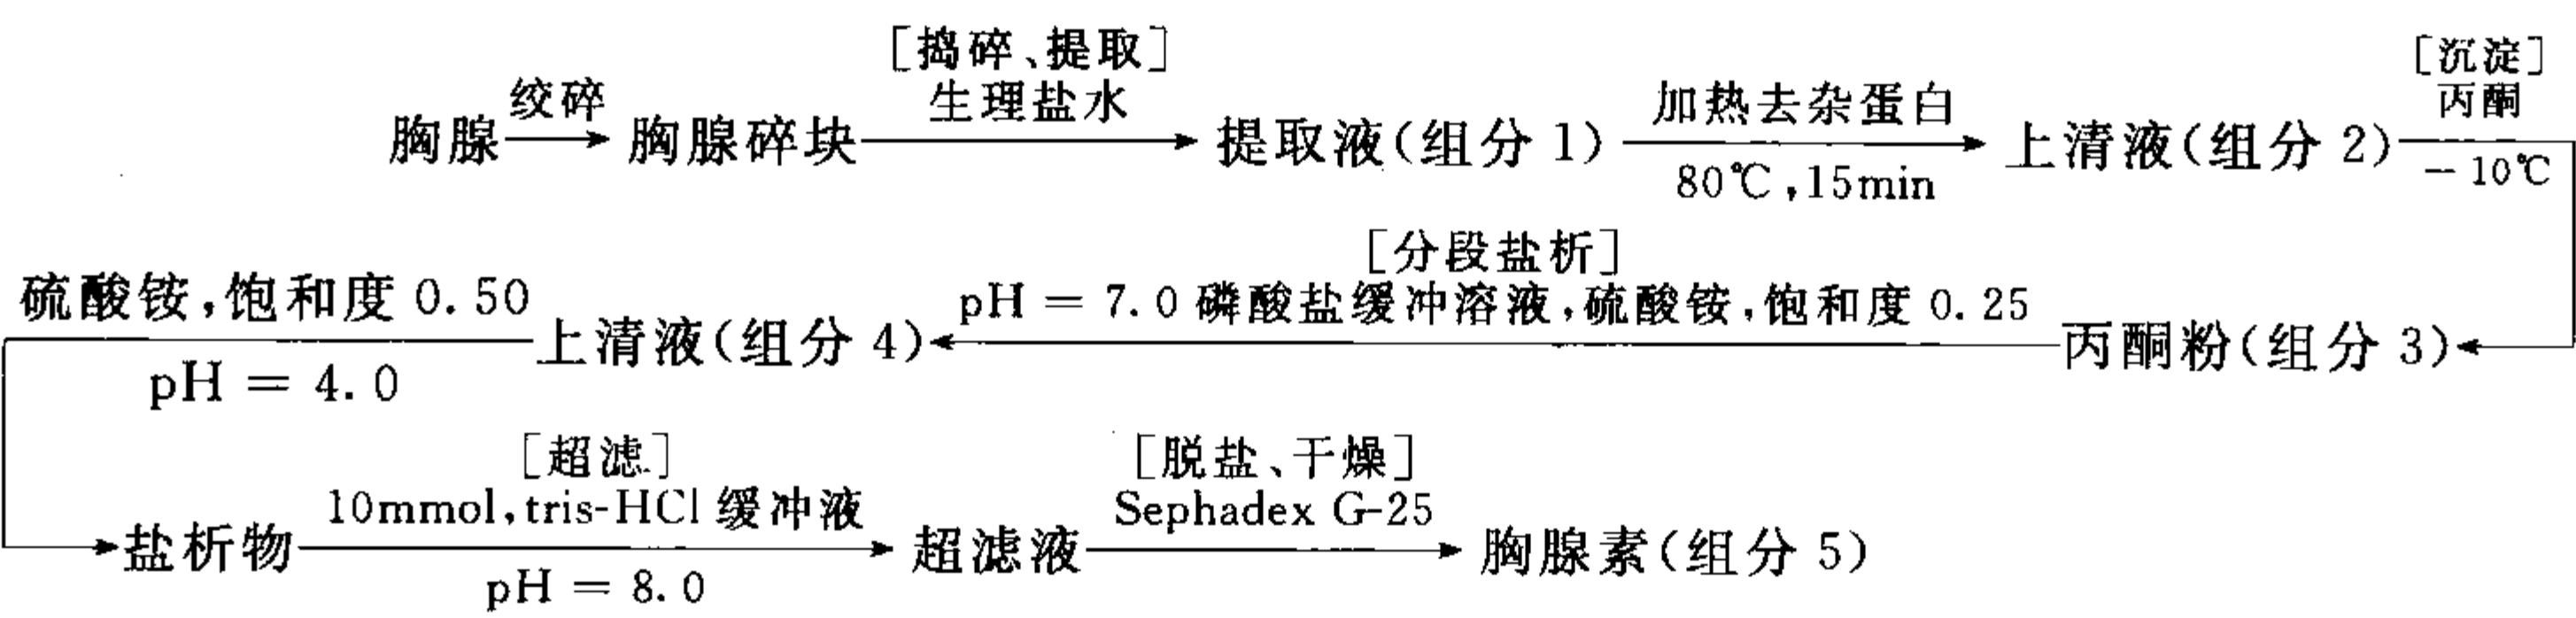 [捣碎、提取]
[沉淀]
绞碎
生理盐水
加热去杂蛋白
丙酮
胸腺
胸腺碎块
提取液(组分 1)
上清液(组分 2)
80℃,15min
－10℃
[分段盐析]
pH = 7.0 磷酸盐缓冲溶液,硫酸铵,饱和度 0.25
丙酮粉(组分 3)
上清液(组分 4)
硫酸铵,饱和度 0.50
pH = 4.0
[超滤]
[脱盐、干燥]
10mmol,tris-HCl 缓冲液
Sephadex G-25
盐析物
超滤液
胸腺素(组分 5)
pH = 8.0